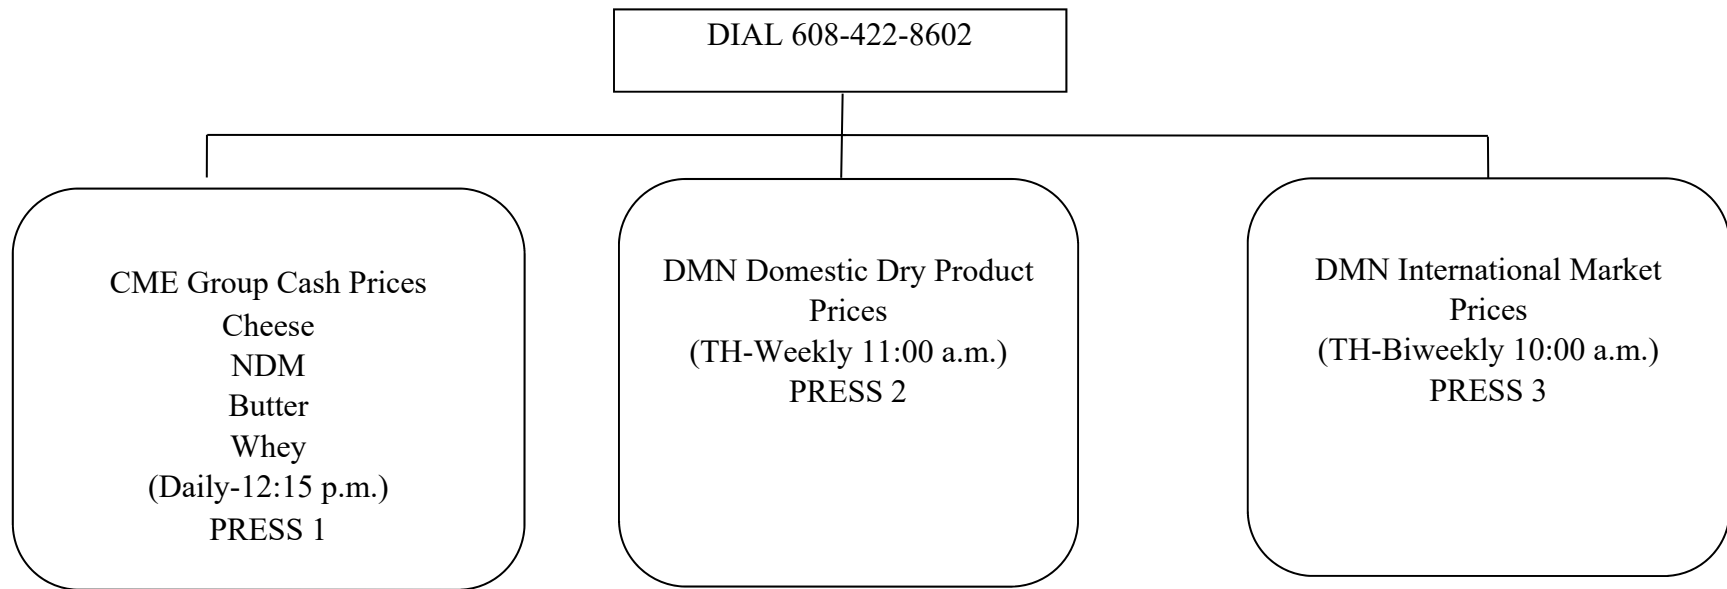 DIAL 608-422-8602
CME Group Cash Prices
Cheese
NDM
Butter
Whey
(Daily-12:15 p.m.)
PRESS 1
DMN Domestic Dry Product
Prices
(TH-Weekly 11:00 a.m.)
PRESS 2
DMN International Market
Prices
(TH-Biweekly 10:00 a.m.)
PRESS 3